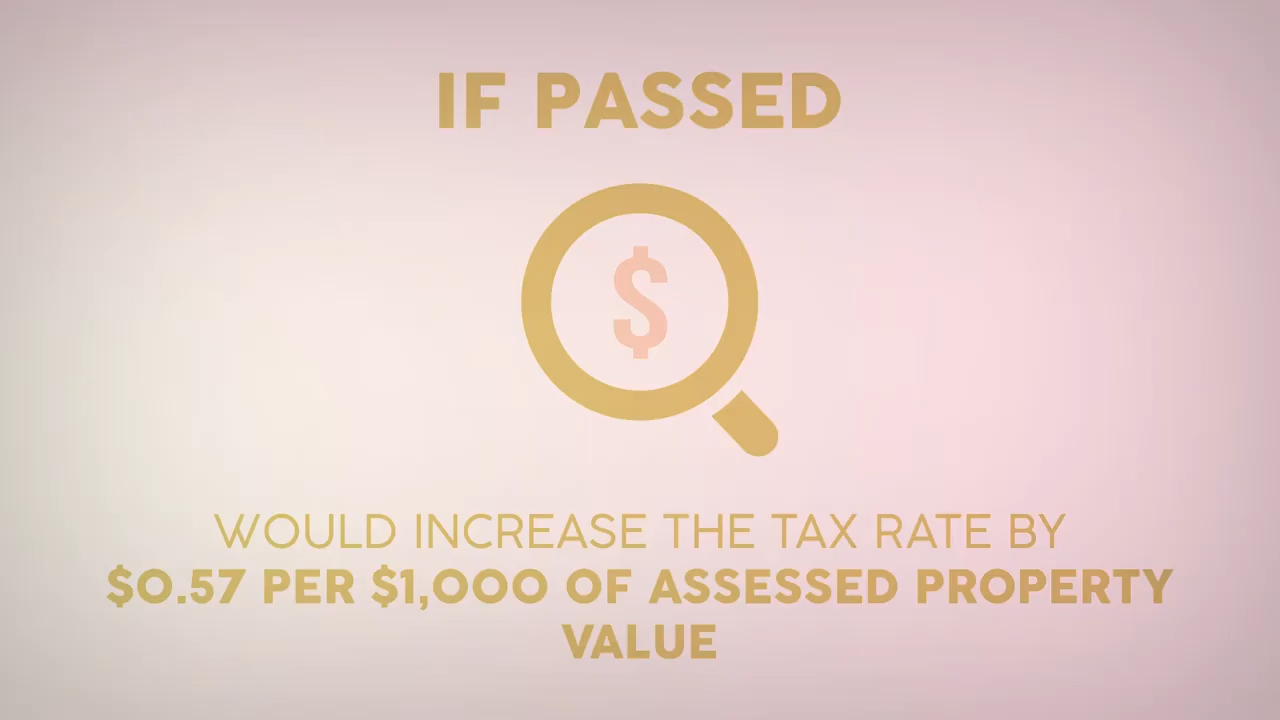 IF PASSED
$
WOULD INCREASE THE TAX RATE BY
$0.57 PER $1,000 OF ASSESSED PROPERTY
VALUE